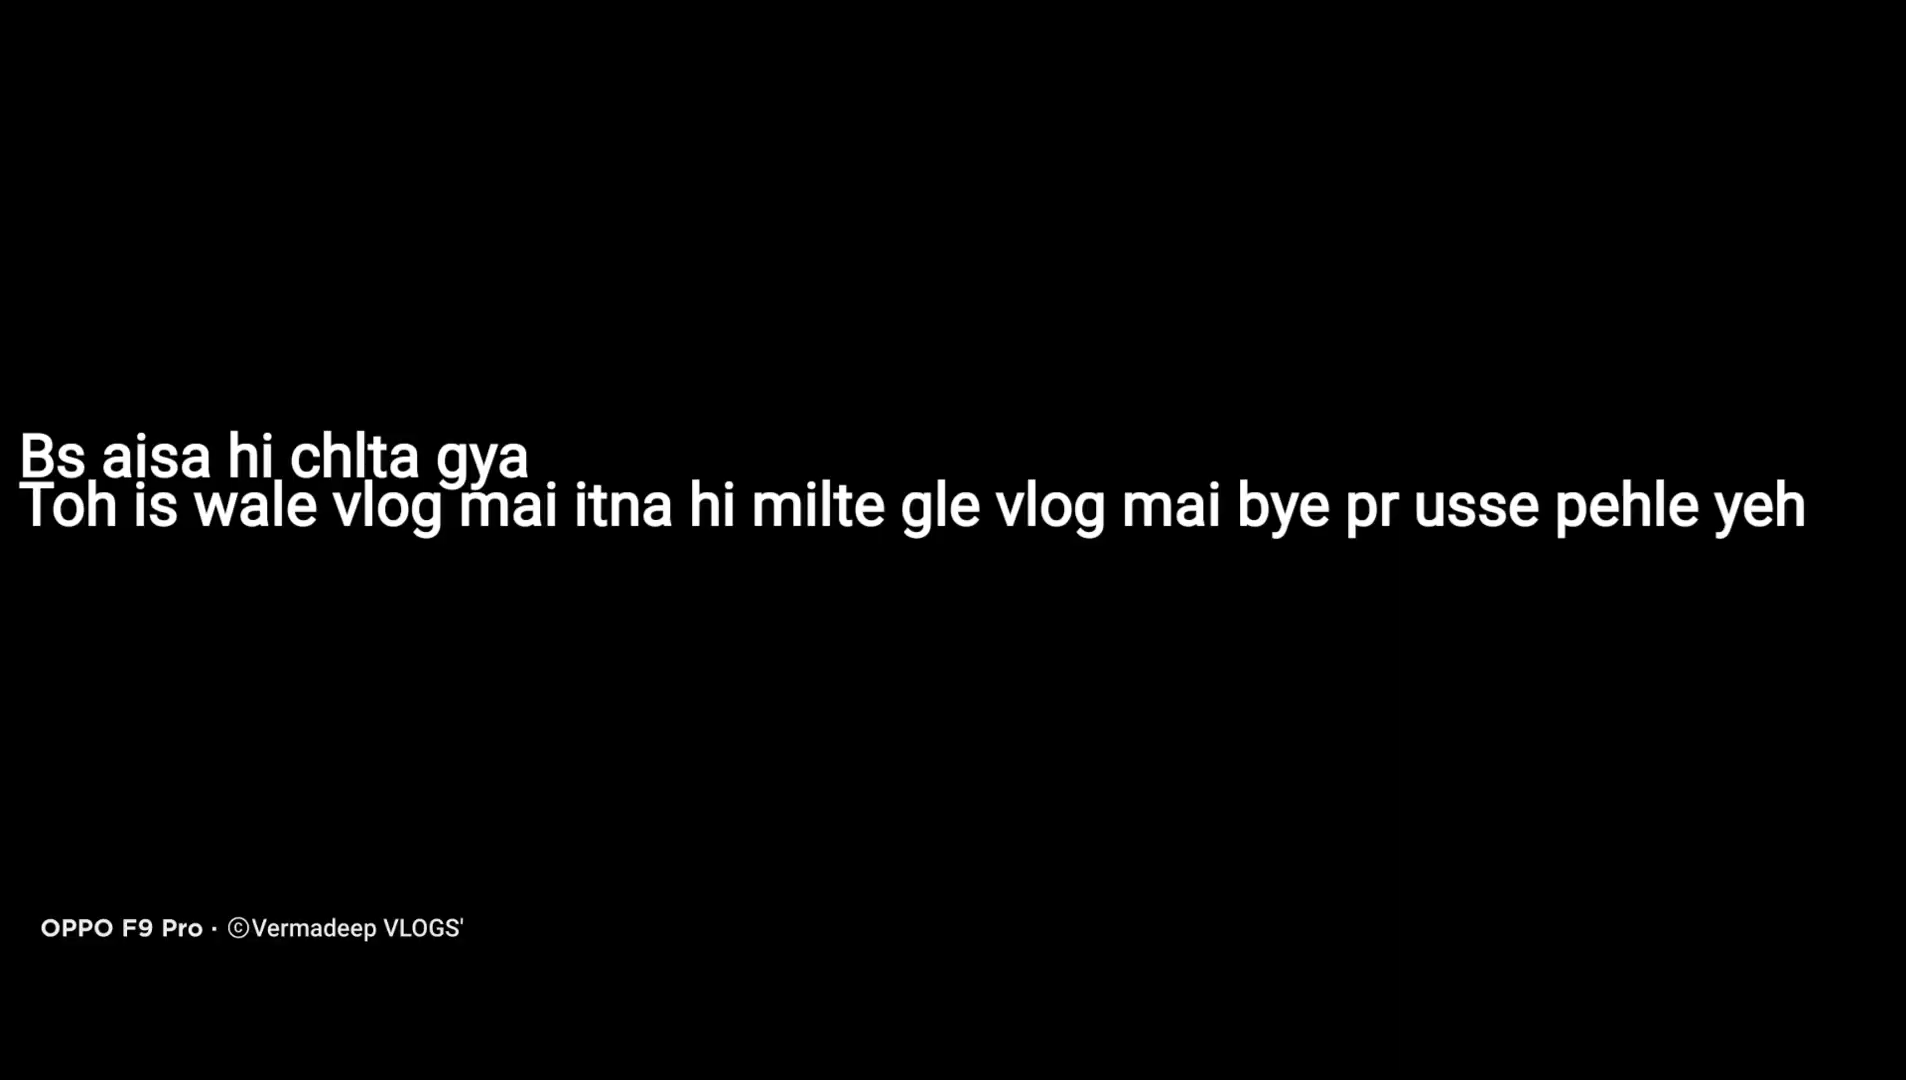 Bs aisa hi chlta gya
Toh is wale vlog mai itna hi milte gle vlog mai bye pr usse pehle yeh
OPPO F9 Pro · ©Vermadeep VLOGS'